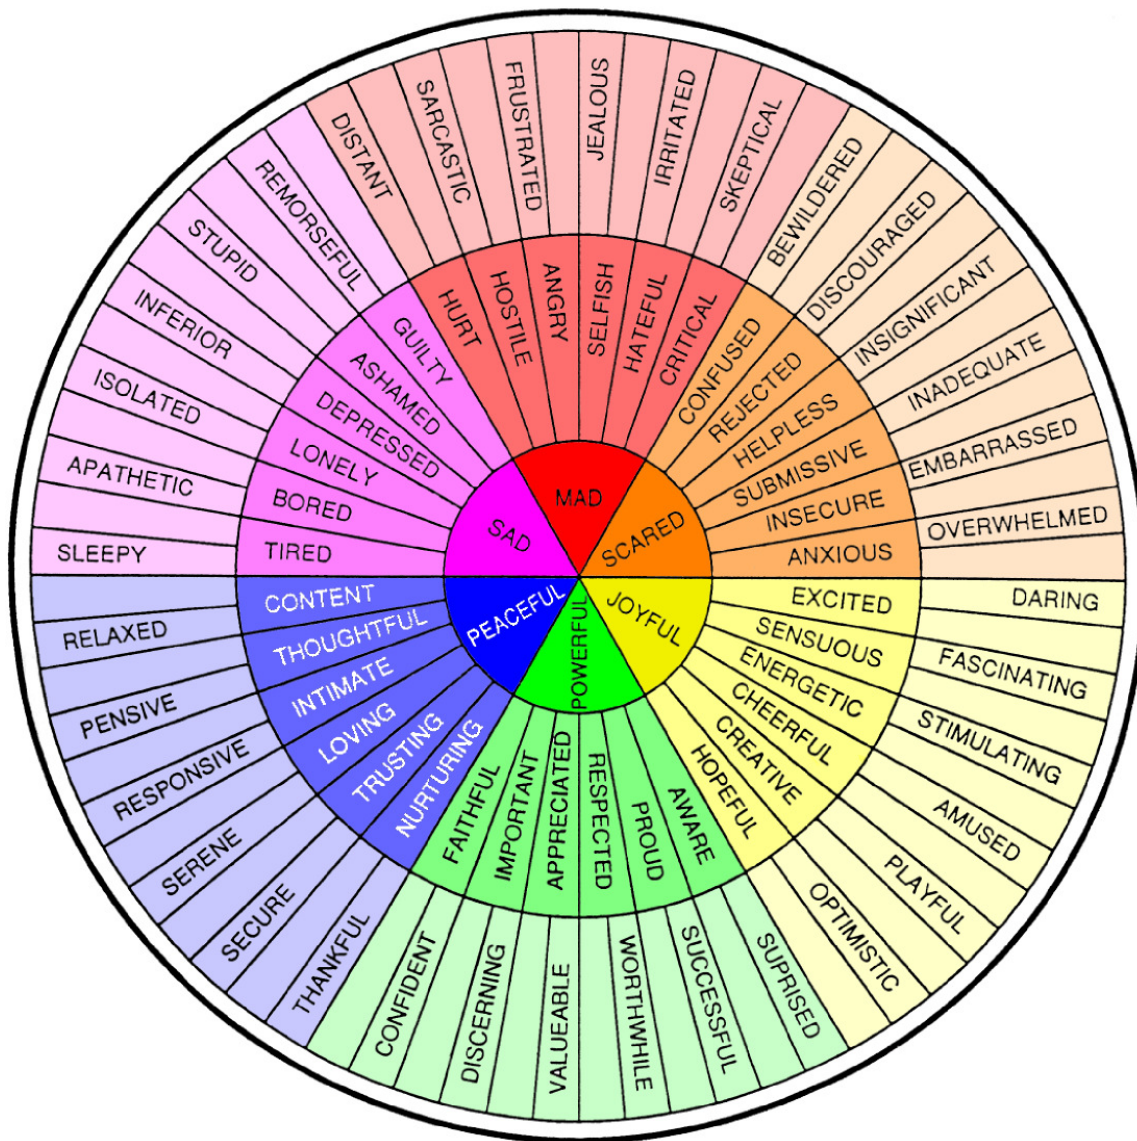 MAD
SCARED
JOYFUL
POWERFUL
PEACEFUL
SAD
HURT
HOSTILE
ANGRY
SELFISH
HATEFUL
CRITICAL
CONFUSED
REJECTED
HELPLESS
SUBMISSIVE
INSECURE
ANXIOUS
EXCITED
SENSUOUS
ENERGETIC
CHEERFUL
CREATIVE
HOPEFUL
AWARE
PROUD
RESPECTED
APPRECIATED
IMPORTANT
FAITHFUL
NURTURING
TRUSTING
LOVING
INTIMATE
THOUGHTFUL
CONTENT
TIRED
BORED
LONELY
DEPRESSED
ASHAMED
GUILTY
DISTANT
SARCASTIC
FRUSTRATED
JEALOUS
IRRITATED
SKEPTICAL
BEWILDERED
DISCOURAGED
INSIGNIFICANT
INADEQUATE
EMBARRASSED
OVERWHELMED
DARING
FASCINATING
STIMULATING
AMUSED
PLAYFUL
OPTIMISTIC
SUPRISED
SUCCESSFUL
WORTHWHILE
VALUEABLE
DISCERNING
CONFIDENT
THANKFUL
SECURE
SERENE
RESPONSIVE
PENSIVE
RELAXED
SLEEPY
APATHETIC
ISOLATED
INFERIOR
STUPID
REMORSEFUL